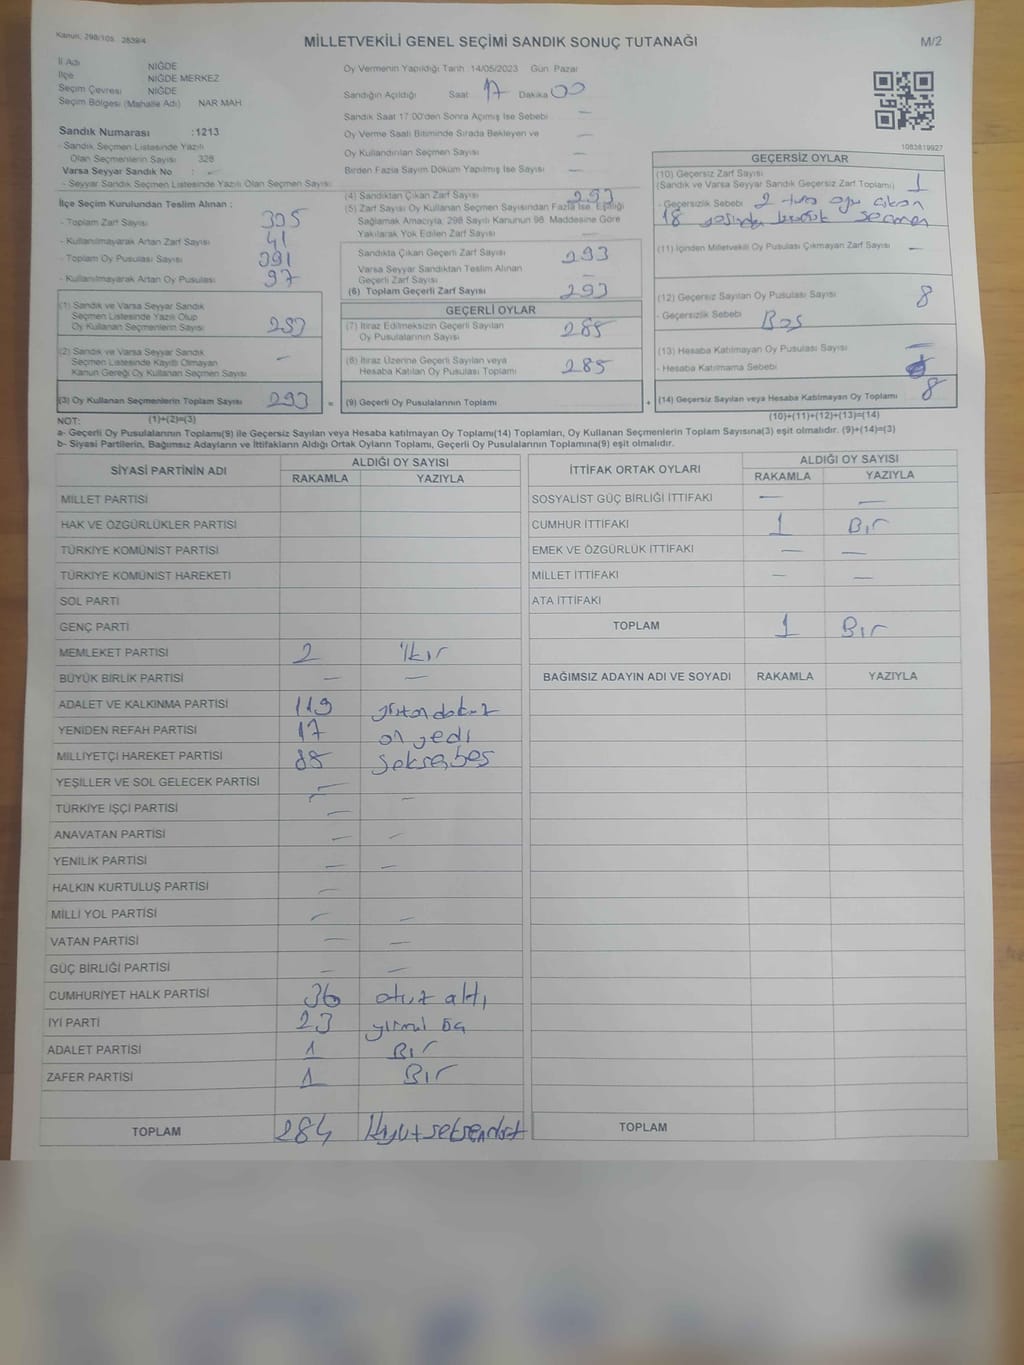 Kanun: 298/105 2839/4
MİLLETVEKİLİ GENEL SEÇİMİ SANDIK SONUÇ TUTANAĞI
M/2
İl Adı NİĞDE
İlçe NİĞDE MERKEZ
Seçim Çevresi NİĞDE
Seçim Bölgesi (Mahalle Adı) NAR MAH
Sandık Numarası :1213
- Sandık Seçmen Listesinde Yazılı
Olan Seçmenlerin Sayısı 328
Varsa Seyyar Sandık No : -
- Seyyar Sandık Seçmen Listesinde Yazılı Olan Seçmen Sayısı:
İlçe Seçim Kurulundan Teslim Alınan :
- Toplam Zarf Sayısı
- Kullanılmayarak Artan Zarf Sayısı 41
- Toplam Oy Pusulası Sayısı 391
- Kullanılmayarak Artan Oy Pusulası 97
(1) Sandık ve Varsa Seyyar Sandık
Seçmen Listesinde Yazılı Olup
Oy Kullanan Seçmenlerin Sayısı 293
(2) Sandık ve Varsa Seyyar Sandık
Seçmen Listesinde Kayıtlı Olmayan
Kanun Gereği Oy Kullanan Seçmen Sayısı -
(3) Oy Kullanan Seçmenlerin Toplam Sayısı 293
Oy Vermenin Yapıldığı Tarih :14/05/2023 Gün: Pazar
Sandığın Açıldığı Saat 17 Dakika 00
Sandık Saat 17:00'den Sonra Açımış İse Sebebi -
Oy Verme Saati Bitiminde Sırada Bekleyen ve -
Oy Kullandırılan Seçmen Sayısı -
Birden Fazla Sayım Döküm Yapılmış İse Sayısı -
(4) Sandıktan Çıkan Zarf Sayısı 293
(5) Zarf Sayısı Oy Kullanan Seçmen Sayısından Fazla İse, Eşitliği
Sağlamak Amacıyla, 298 Sayılı Kanunun 98. Maddesine Göre
Yakılarak Yok Edilen Zarf Sayısı -
Sandıkta Çıkan Geçerli Zarf Sayısı 293
Varsa Seyyar Sandıktan Teslim Alınan
Geçerli Zarf Sayısı -
(6) Toplam Geçerli Zarf Sayısı 293
GEÇERLİ OYLAR
(7) İtiraz Edilmeksizin Geçerli Sayılan
Oy Pusulalarının Sayısı 285
(8) İtiraz Üzerine Geçerli Sayılan veya
Hesaba Katılan Oy Pusulası Toplamı 285
= (9) Geçerli Oy Pusulalarının Toplamı +
1083819927
GEÇERSİZ OYLAR
(10) Geçersiz Zarf Sayısı
(Sandık ve Varsa Seyyar Sandık Geçersiz Zarf Toplamı) 1
- Geçersizlik Sebebi 2 oyu çıkan
18 seçmen
(11) İçinden Milletvekili Oy Pusulası Çıkmayan Zarf Sayısı -
(12) Geçersiz Sayılan Oy Pusulası Sayısı 8
- Geçersizlik Sebebi Boş
(13) Hesaba Katılmayan Oy Pusulası Sayısı -
- Hesaba Katılmama Sebebi
(14) Geçersiz Sayılan veya Hesaba Katılmayan Oy Toplamı 8
NOT: (1)+(2)=(3) (10)+(11)+(12)+(13)=(14)
a- Geçerli Oy Pusulalarının Toplamı(9) ile Geçersiz Sayılan veya Hesaba katılmayan Oy Toplamı(14) Toplamları, Oy Kullanan Seçmenlerin Toplam Sayısına(3) eşit olmalıdır. (9)+(14)=(3)
b- Siyasi Partilerin, Bağımsız Adayların ve İttifakların Aldığı Ortak Oyların Toplamı, Geçerli Oy Pusulalarının Toplamına(9) eşit olmalıdır.
SİYASİ PARTİNİN ADI ALDIĞI OY SAYISI
RAKAMLA YAZIYLA
MİLLET PARTİSİ
HAK VE ÖZGÜRLÜKLER PARTİSİ
TÜRKİYE KOMÜNİST PARTİSİ
TÜRKİYE KOMÜNİST HAREKETİ
SOL PARTİ
GENÇ PARTİ
MEMLEKET PARTİSİ 2 İkir
BÜYÜK BİRLİK PARTİSİ - -
ADALET VE KALKINMA PARTİSİ 119
YENİDEN REFAH PARTİSİ 17 on yedi
MİLLİYETÇİ HAREKET PARTİSİ 85 seksenbeş
YEŞİLLER VE SOL GELECEK PARTİSİ -
TÜRKİYE İŞÇİ PARTİSİ - -
ANAVATAN PARTİSİ - -
YENİLİK PARTİSİ - -
HALKIN KURTULUŞ PARTİSİ -
MİLLİ YOL PARTİSİ - -
VATAN PARTİSİ - -
GÜÇ BİRLİĞİ PARTİSİ - -
CUMHURİYET HALK PARTİSİ 36 otuz altı
İYİ PARTİ 23 yirmi üç
ADALET PARTİSİ 1 Bir
ZAFER PARTİSİ 1 Bir
TOPLAM 284 İkiyüzseksendört
İTTİFAK ORTAK OYLARI ALDIĞI OY SAYISI
RAKAMLA YAZIYLA
SOSYALİST GÜÇ BİRLİĞİ İTTİFAKI - -
CUMHUR İTTİFAKI 1 Bir
EMEK VE ÖZGÜRLÜK İTTİFAKI - -
MİLLET İTTİFAKI - -
ATA İTTİFAKI
TOPLAM 1 Bir
BAĞIMSIZ ADAYIN ADI VE SOYADI RAKAMLA YAZIYLA
TOPLAM